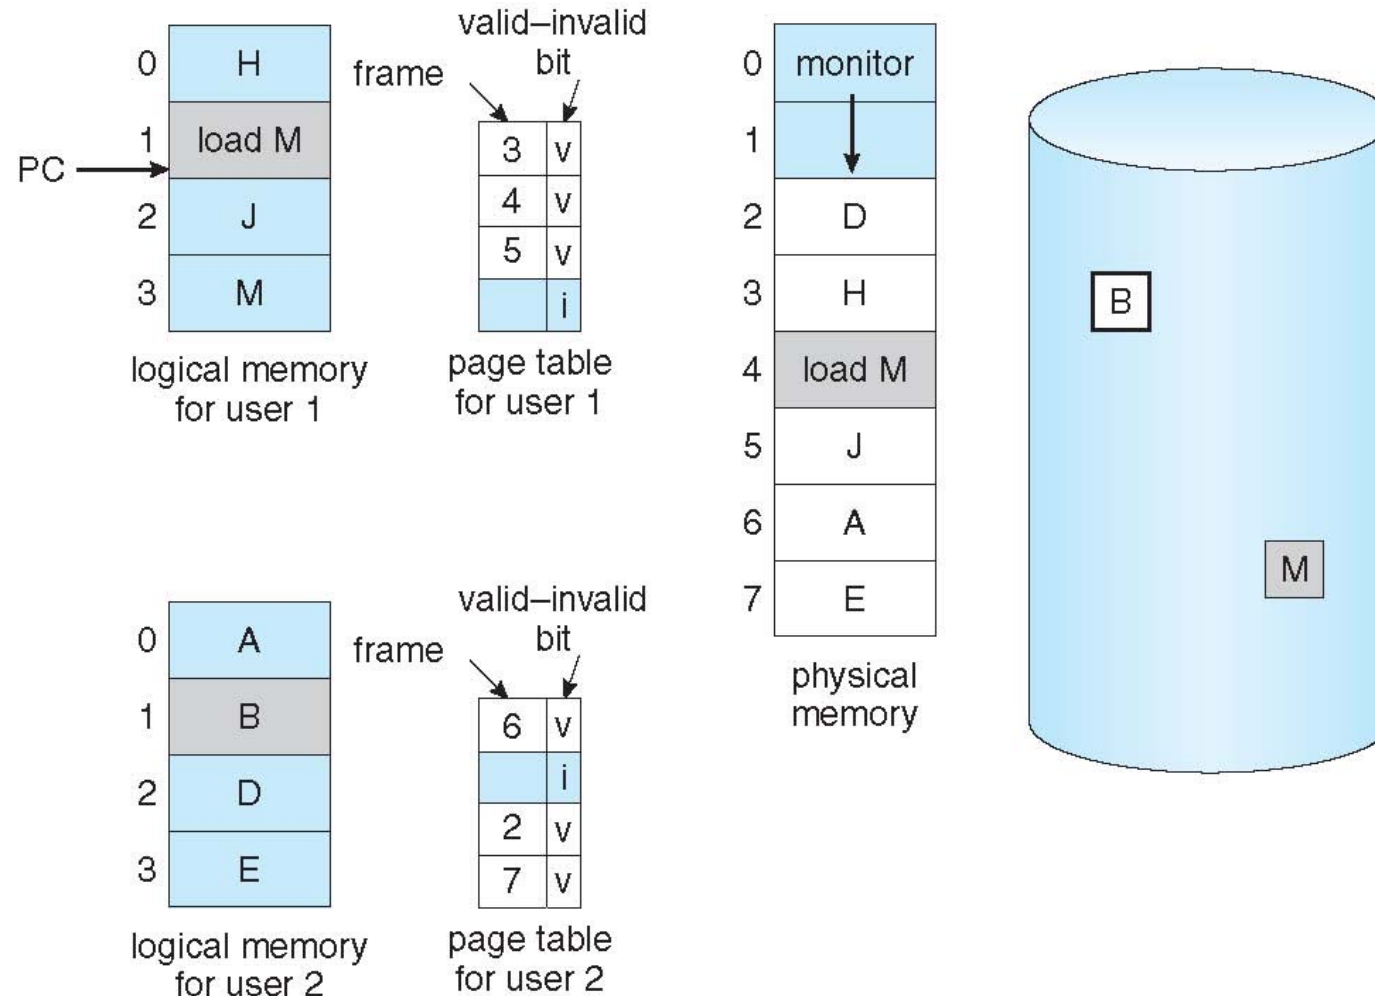 valid–invalid
bit
frame
0 H
1 load M
PC
2 J
3 M
3 v
4 v
5 v
i
logical memory
for user 1
page table
for user 1
0 monitor
1
2 D
3 H
4 load M
5 J
6 A
7 E
physical
memory
B
M
valid–invalid
bit
frame
0 A
1 B
2 D
3 E
6 v
i
2 v
7 v
logical memory
for user 2
page table
for user 2